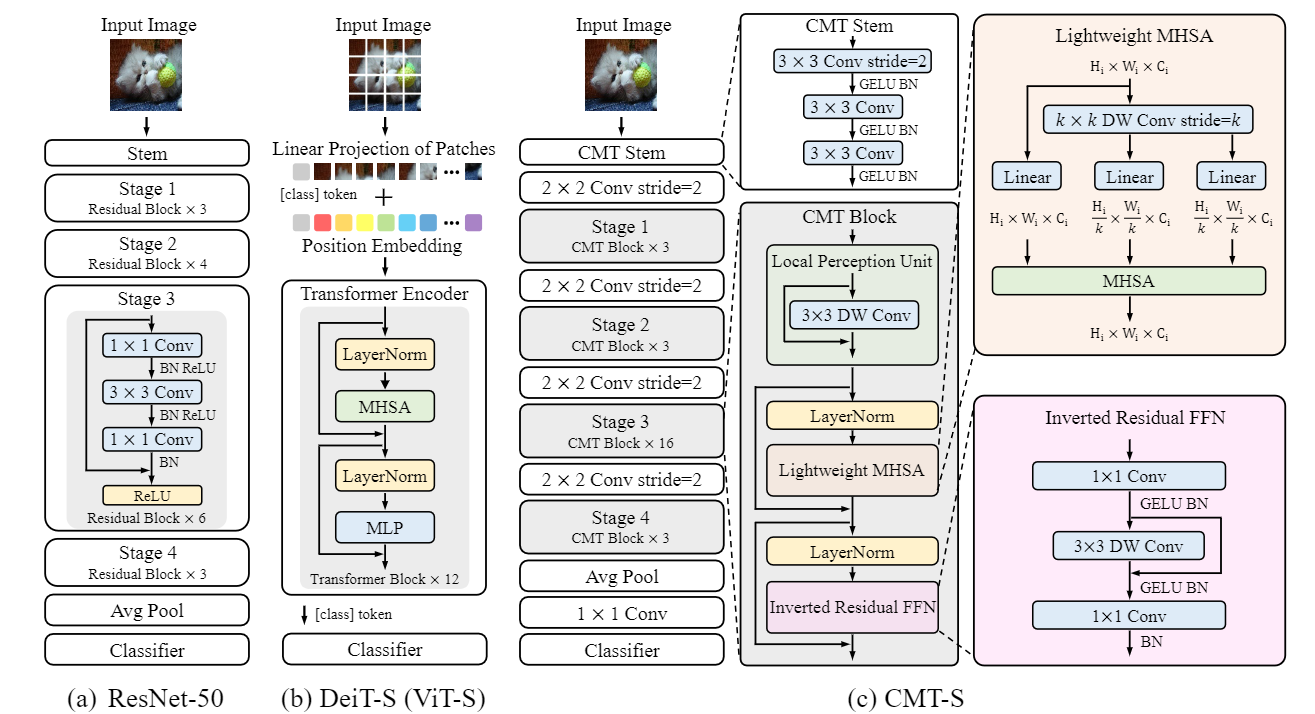 Input Image
Stem
Stage 1
Residual Block × 3
Stage 2
Residual Block × 4
Stage 3
1 × 1 Conv
BN ReLU
3 × 3 Conv
BN ReLU
1 × 1 Conv
BN
ReLU
Residual Block × 6
Stage 4
Residual Block × 3
Avg Pool
Classifier
(a) ResNet-50
Input Image
Linear Projection of Patches
[class] token
Position Embedding
Transformer Encoder
LayerNorm
MHSA
LayerNorm
MLP
Transformer Block × 12
[class] token
Classifier
(b) DeiT-S (ViT-S)
Input Image
CMT Stem
2 × 2 Conv stride=2
Stage 1
CMT Block × 3
2 × 2 Conv stride=2
Stage 2
CMT Block × 3
2 × 2 Conv stride=2
Stage 3
CMT Block × 16
2 × 2 Conv stride=2
Stage 4
CMT Block × 3
Avg Pool
1 × 1 Conv
Classifier
CMT Stem
3 × 3 Conv stride=2
GELU BN
3 × 3 Conv
GELU BN
3 × 3 Conv
GELU BN
CMT Block
Local Perception Unit
3×3 DW Conv
LayerNorm
Lightweight MHSA
LayerNorm
Inverted Residual FFN
Lightweight MHSA
Hᵢ × Wᵢ × Cᵢ
k × k DW Conv stride=k
Linear Linear Linear
Hᵢ × Wᵢ × Cᵢ Hᵢ/k × Wᵢ/k × Cᵢ Hᵢ/k × Wᵢ/k × Cᵢ
MHSA
Hᵢ × Wᵢ × Cᵢ
Inverted Residual FFN
1×1 Conv
GELU BN
3×3 DW Conv
GELU BN
1×1 Conv
BN
(c) CMT-S